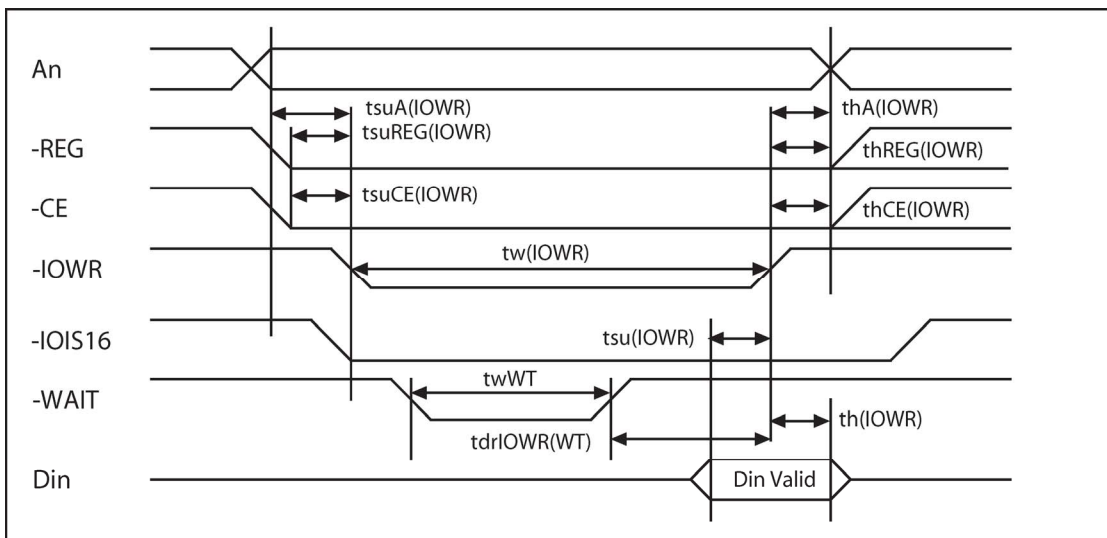 An
tsuA(IOWR)
thA(IOWR)
tsuREG(IOWR)
-REG
thREG(IOWR)
-CE
tsuCE(IOWR)
thCE(IOWR)
-IOWR
tw(IOWR)
-IOIS16
tsu(IOWR)
-WAIT
twWT
th(IOWR)
tdrIOWR(WT)
Din
Din Valid